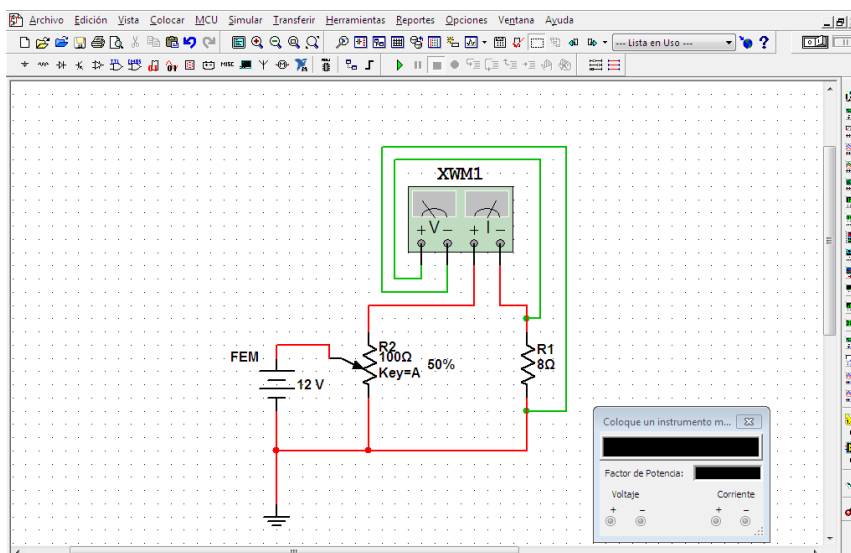 Archivo Edición Vista Colocar MCU Simular Transferir Herramientas Reportes Opciones Ventana Ayuda
--- Lista en Uso ---
MISC
XWM1
+ V − + I −
R2
100Ω
Key=A
50%
R1
8Ω
FEM
12 V
Coloque un instrumento m...
Factor de Potencia:
Voltaje Corriente
+ − + −